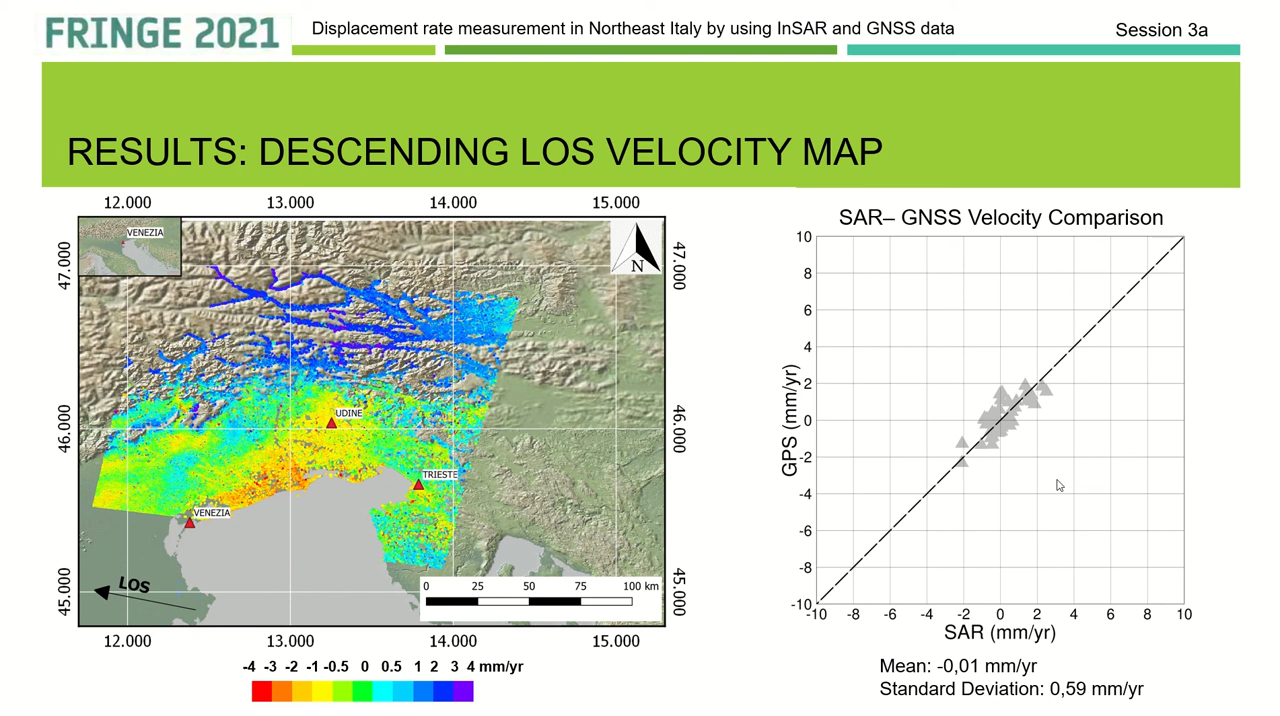 FRINGE 2021
Displacement rate measurement in Northeast Italy by using InSAR and GNSS data
Session 3a
RESULTS: DESCENDING LOS VELOCITY MAP
12.000 13.000 14.000 15.000
VENEZIA
N
47.000 47.000
UDINE
46.000 46.000
TRIESTE
VENEZIA
LOS
0 25 50 75 100 km
45.000 45.000
12.000 13.000 14.000 15.000
-4 -3 -2 -1 -0.5 0 0.5 1 2 3 4 mm/yr
SAR– GNSS Velocity Comparison
10
8
6
4
2
0
-2
-4
-6
-8
-10
GPS (mm/yr)
-10 -8 -6 -4 -2 0 2 4 6 8 10
SAR (mm/yr)
Mean: -0,01 mm/yr
Standard Deviation: 0,59 mm/yr